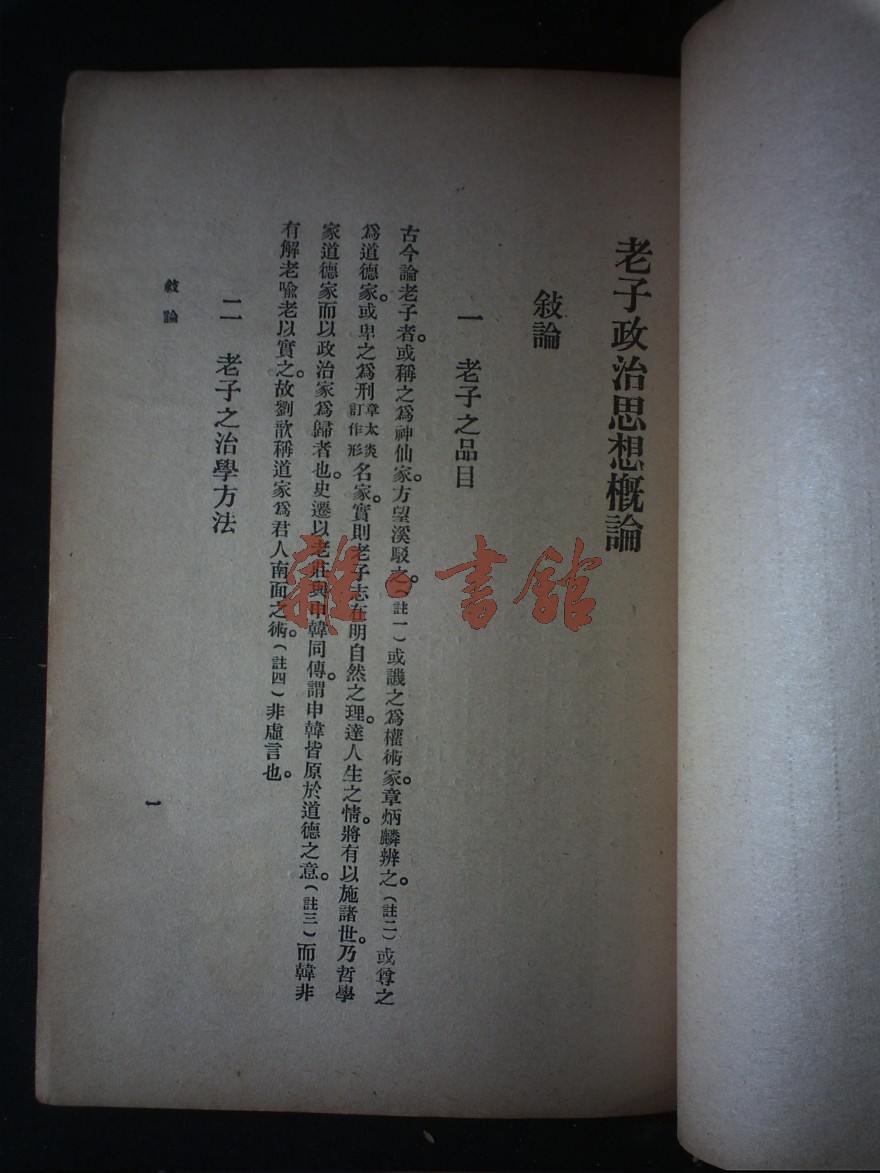 老子政治思想概論
敍論
一　老子之品目
古今論老子者。或稱之爲神仙家。方望溪駁之。（註一）或譏之爲權術家。章炳麟辨之。（註二）或尊之
爲道德家。或卑之爲刑章太炎訂作形名家。實則老子志在明自然之理。達人生之情。將有以施諸世。乃哲學
家道德家而以政治家爲歸者也。史遷以老莊與申韓同傳。謂申韓皆原於道德之意。（註三）而韓非
有解老喩老以實之。故劉歆稱道家爲君人南面之術。（註四）非虛言也。
二　老子之治學方法
敍論
一
雜·書館